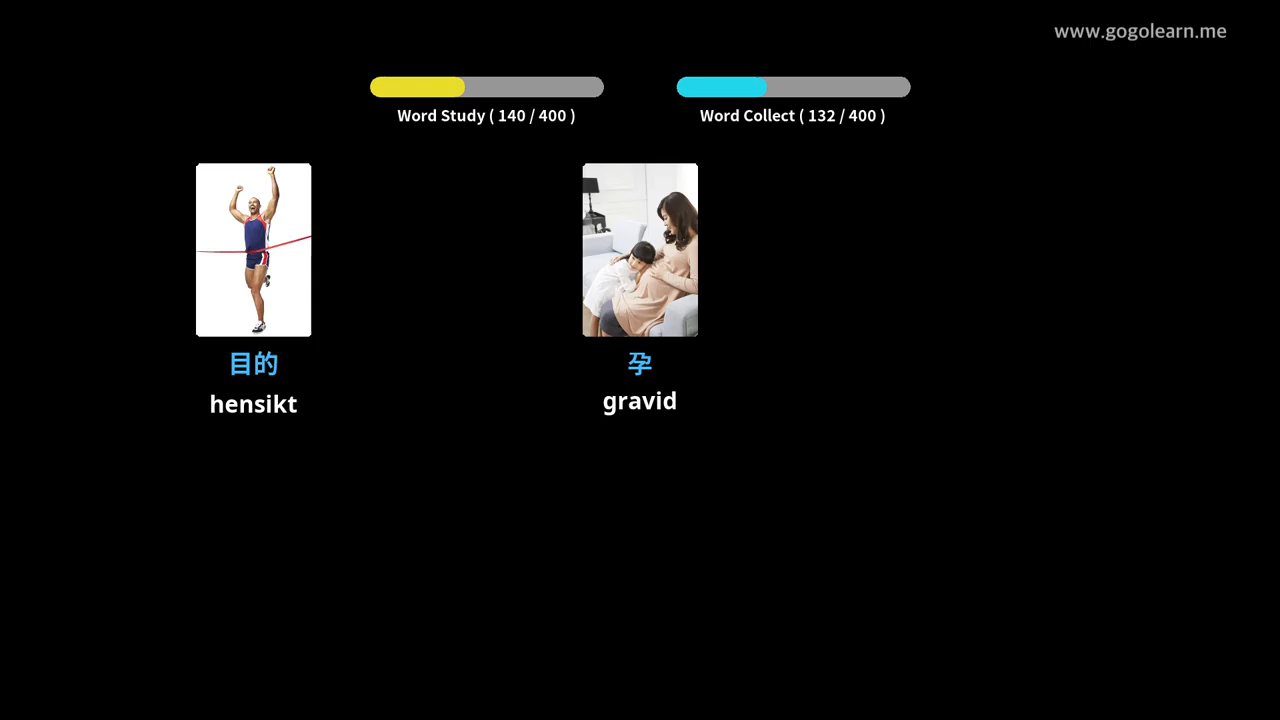 www.gogolearn.me
Word Study ( 140 / 400 )
Word Collect ( 132 / 400 )
目的
hensikt
孕
gravid